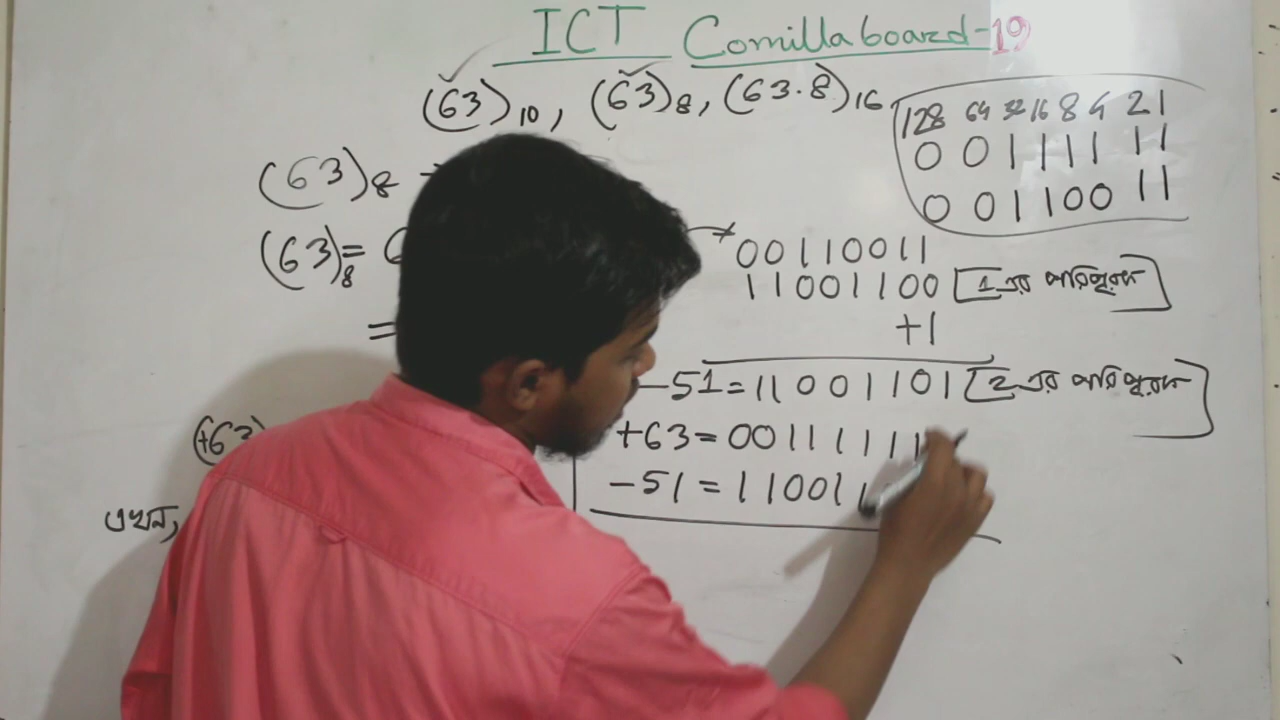 ICT Comilla board-19
(63)10, (63)8, (63.8)16
128 64 32 16 8 4 2 1
0 0 1 1 1 1 1 1
0 0 1 1 0 0 1 1
(63)8
(63)8 = 6
=
00110011
11001100 [1 এর পরিপূরক]
+1
-51 = 11001101 [2 এর পরিপূরক]
+63 = 00111111
-51 = 11001
(+63)
এখন,